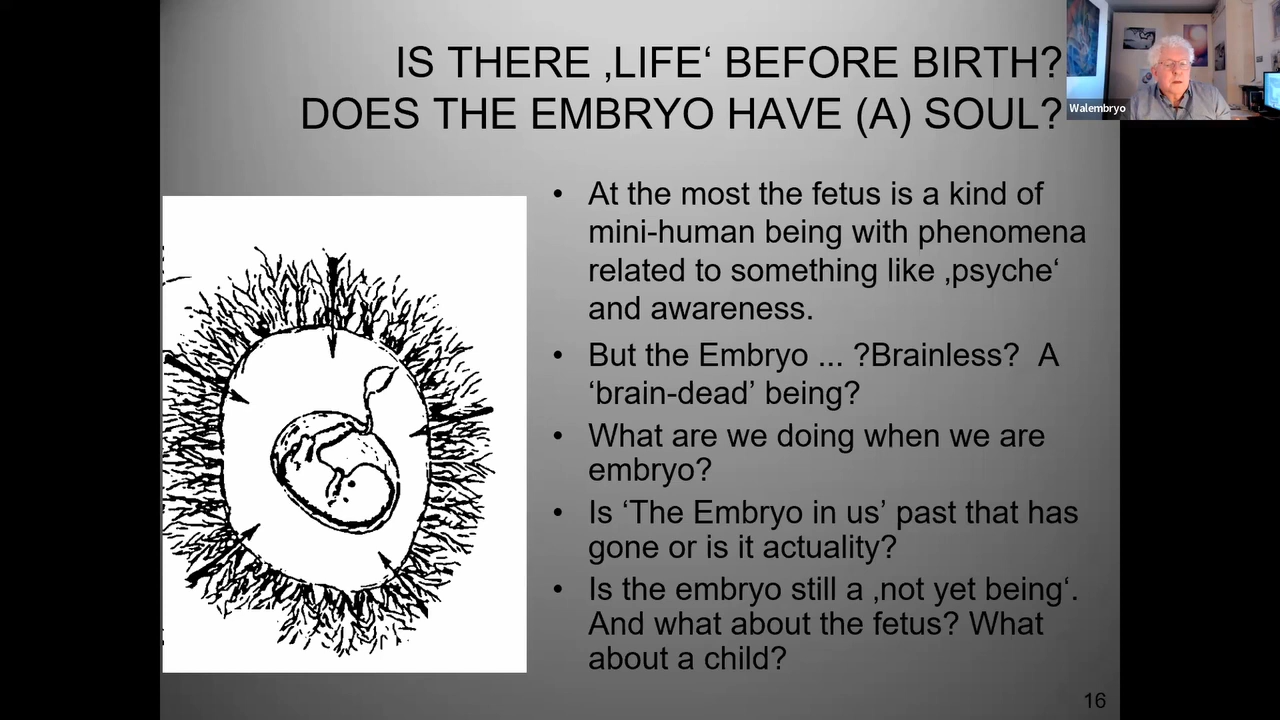 IS THERE ‚LIFE‘ BEFORE BIRTH?
DOES THE EMBRYO HAVE (A) SOUL?
Walembryo
• At the most the fetus is a kind of
mini-human being with phenomena
related to something like ‚psyche‘
and awareness.
• But the Embryo ... ?Brainless? A
‘brain-dead’ being?
• What are we doing when we are
embryo?
• Is ‘The Embryo in us’ past that has
gone or is it actuality?
• Is the embryo still a ‚not yet being‘.
And what about the fetus? What
about a child?
16